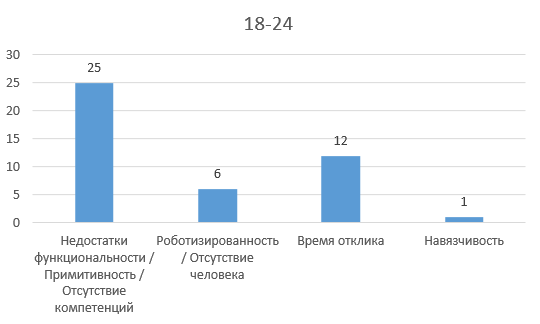 18-24
30
25
20
15
10
5
0
25
6
12
1
Недостатки
функциональности /
Примитивность /
Отсутствие
компетенций
Роботизированность
/ Отсутствие
человека
Время отклика
Навязчивость